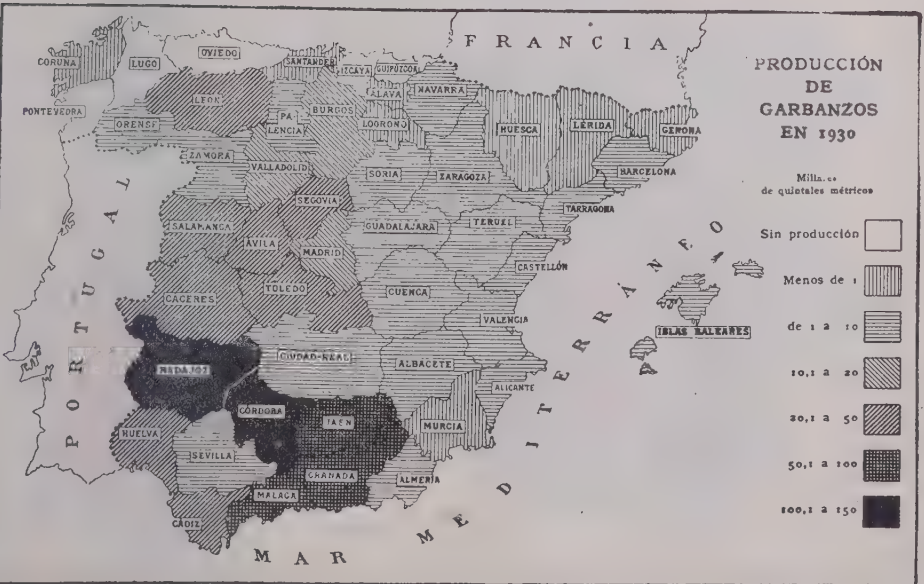 FRANCIA
PRODUCCIÓN
DE
GARBANZOS
EN 1930
de quintales métricos
Sin producción
Menos de 1
de 1 a 10
10,1 a 20
20,1 a 50
50,1 a 100
100,1 a 150
CORUÑA
LUGO
OVIEDO
SANTANDER
GUIPÚZCOA
PONTEVEDRA
ORENSE
LEON
PALENCIA
BURGOS
ALAVA
NAVARRA
LOGROÑO
HUESCA
LÉRIDA
GERONA
ZAMORA
VALLADOLID
SORIA
ZARAGOZA
BARCELONA
SEGOVIA
TARRAGONA
SALAMANCA
ÁVILA
MADRID
GUADALAJARA
TERUEL
CASTELLÓN
CÁCERES
TOLEDO
CUENCA
VALENCIA
ISLAS BALEARES
BADAJOZ
CIUDAD-REAL
ALBACETE
ALICANTE
CÓRDOBA
JAEN
MURCIA
HUELVA
SEVILLA
GRANADA
ALMERÍA
MALAGA
CÁDIZ
PORTUGAL
MAR MEDITERRÁNEO